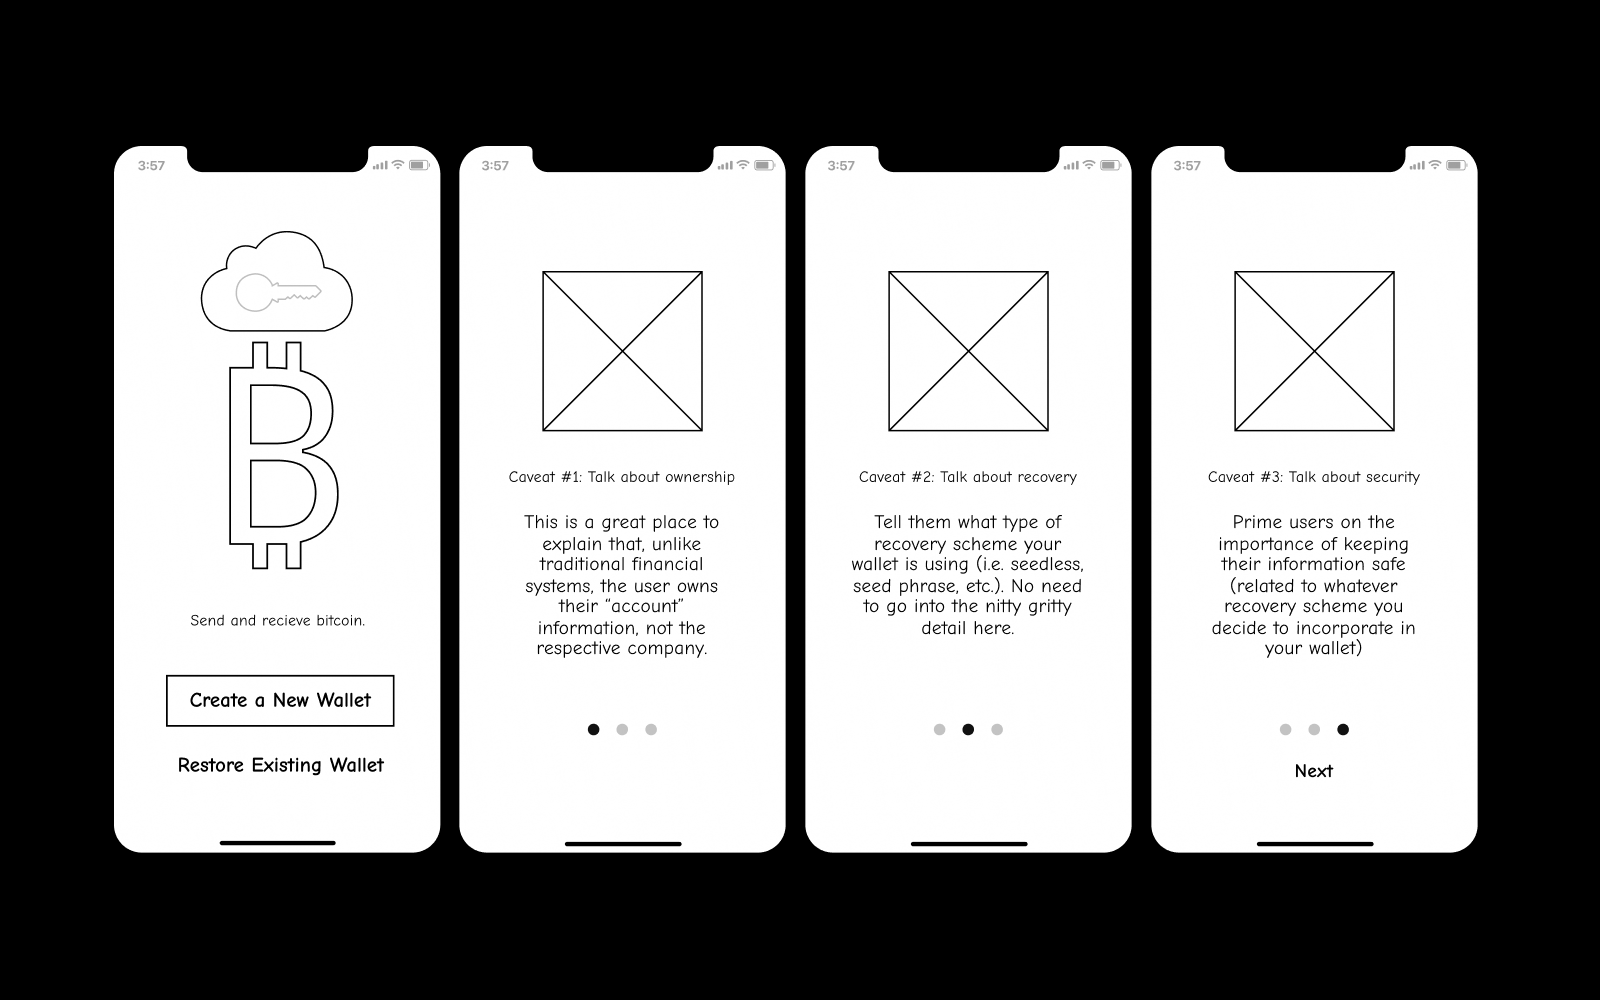 3:57
Send and recieve bitcoin.
Create a New Wallet
Restore Existing Wallet
3:57
Caveat #1: Talk about ownership
This is a great place to
explain that, unlike
traditional financial
systems, the user owns
their “account”
information, not the
respective company.
3:57
Caveat #2: Talk about recovery
Tell them what type of
recovery scheme your
wallet is using (i.e. seedless,
seed phrase, etc.). No need
to go into the nitty gritty
detail here.
3:57
Caveat #3: Talk about security
Prime users on the
importance of keeping
their information safe
(related to whatever
recovery scheme you
decide to incorporate in
your wallet)
Next